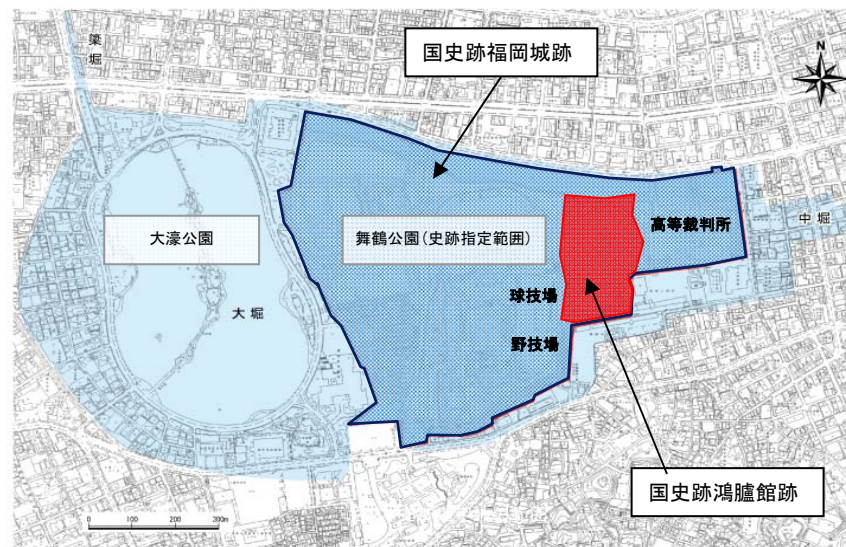 国史跡福岡城跡
N
簗堀
大濠公園
舞鶴公園(史跡指定範囲)
高等裁判所
中堀
球技場
大堀
野技場
国史跡鴻臚館跡
0 100 200 300m